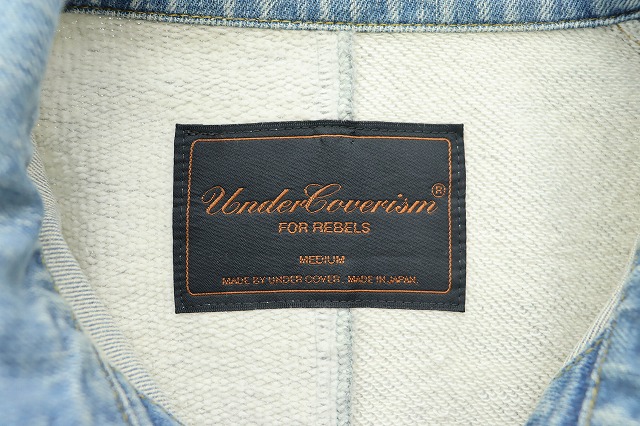 UnderCoverism®
FOR REBELS
MEDIUM
MADE BY UNDER COVER . MADE IN JAPAN.